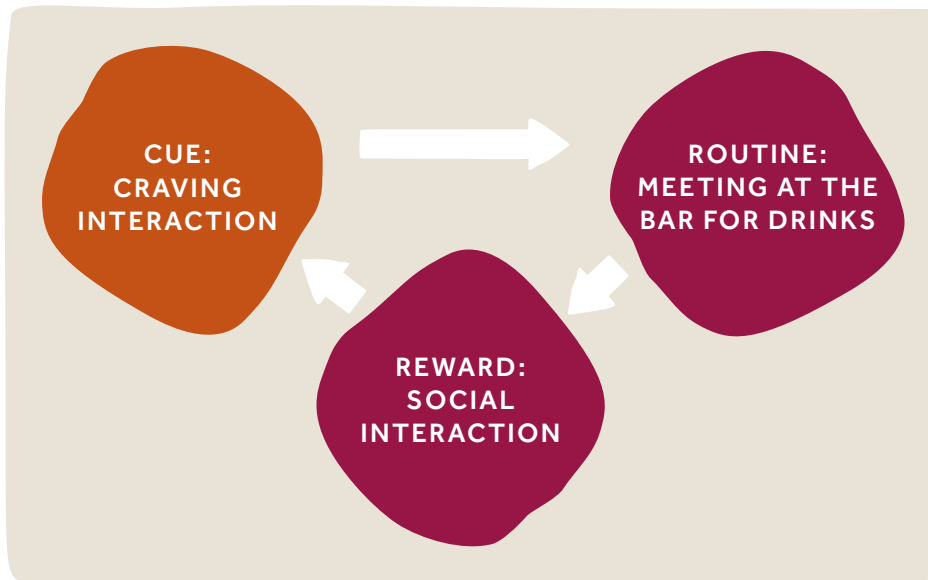 CUE:
CRAVING
INTERACTION
ROUTINE:
MEETING AT THE
BAR FOR DRINKS
REWARD:
SOCIAL
INTERACTION